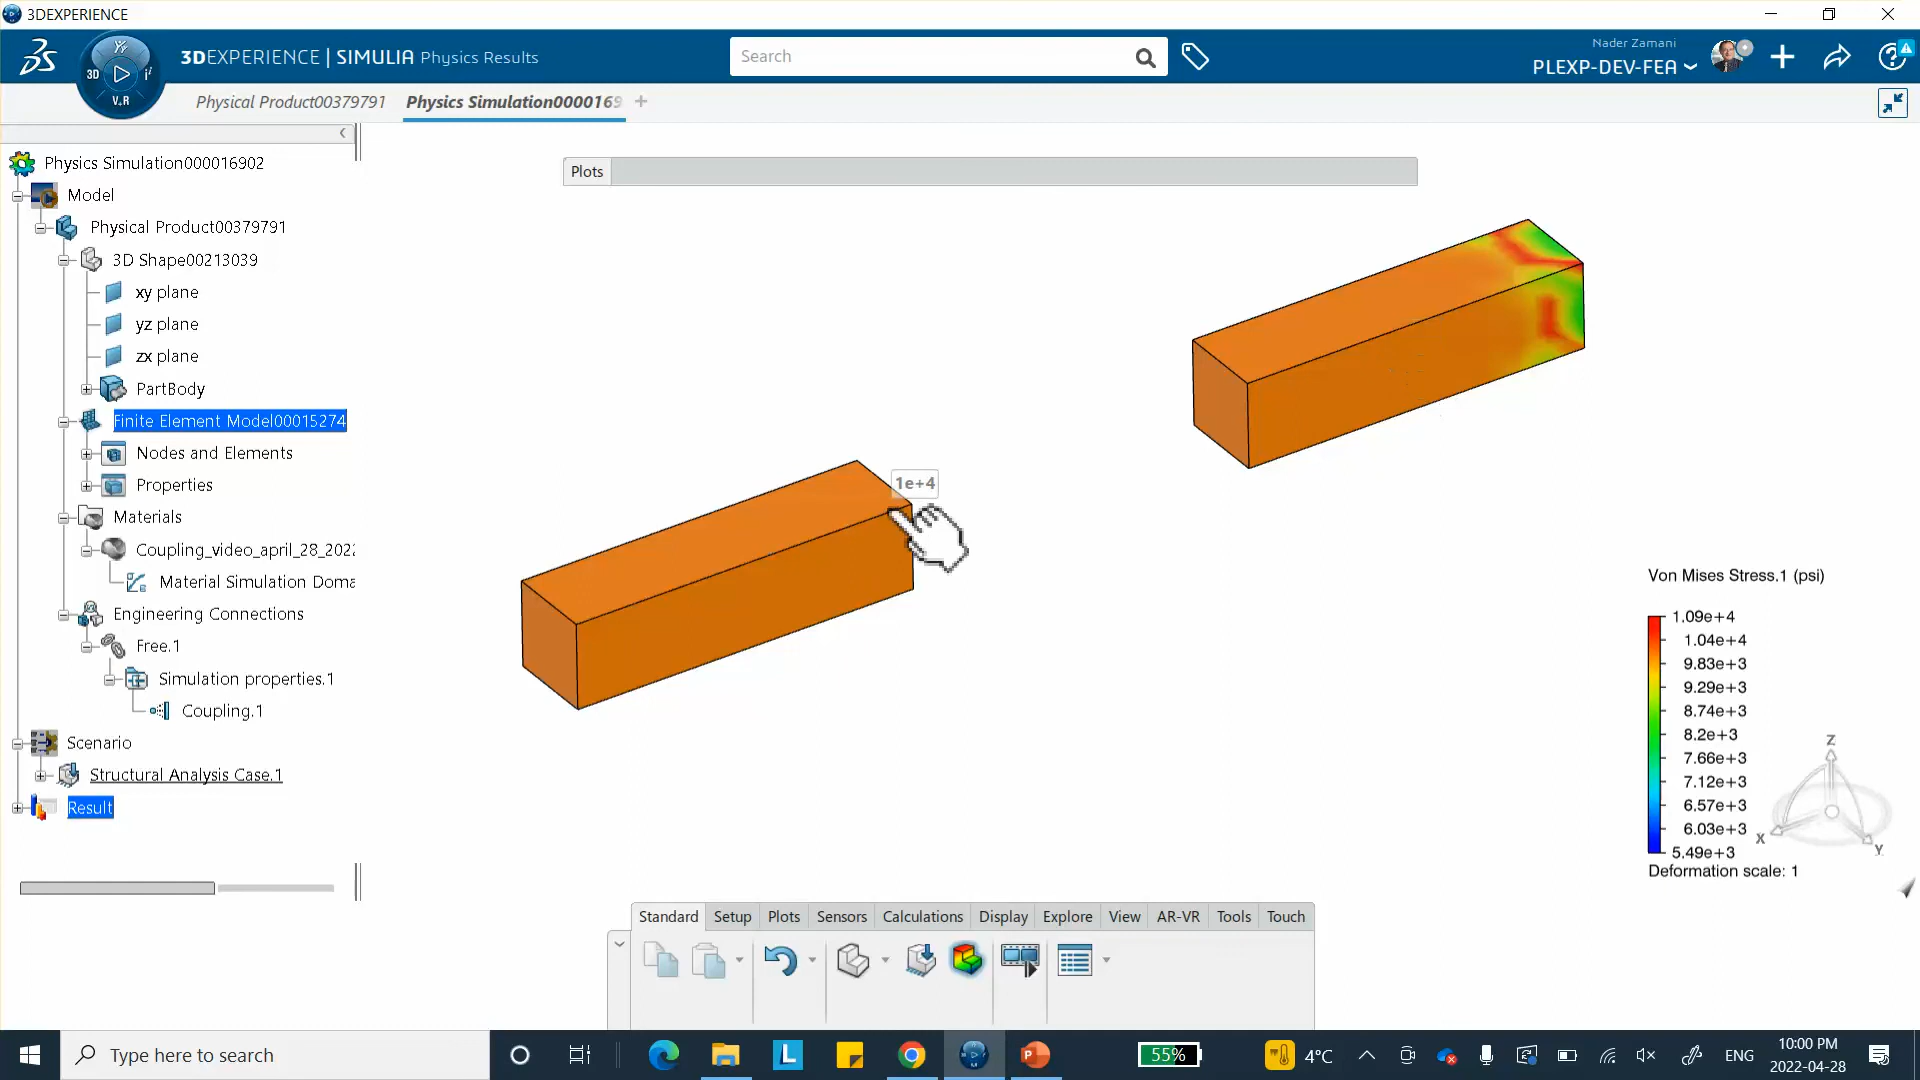 3DEXPERIENCE
3DEXPERIENCE | SIMULIA Physics Results
Search
Nader Zamani
PLEXP-DEV-FEA
3D
V.R
Physical Product00379791
Physics Simulation0000169
Plots
Physics Simulation000016902
Model
Physical Product00379791
3D Shape00213039
xy plane
yz plane
zx plane
PartBody
Finite Element Model00015274
Nodes and Elements
Properties
Materials
Coupling_video_april_28_2022
Material Simulation Doma
Engineering Connections
Free.1
Simulation properties.1
Coupling.1
Scenario
Structural Analysis Case.1
Result
1e+4
Von Mises Stress.1 (psi)
1.09e+4
1.04e+4
9.83e+3
9.29e+3
8.74e+3
8.2e+3
7.66e+3
7.12e+3
6.57e+3
6.03e+3
5.49e+3
Deformation scale: 1
Z
X
Y
Standard Setup Plots Sensors Calculations Display Explore View AR-VR Tools Touch
Type here to search
L
P
55%
4°C
ENG
10:00 PM
2022-04-28